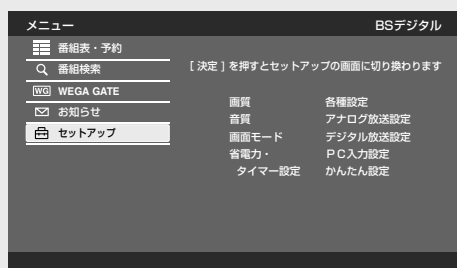 メニュー
BSデジタル
番組表・予約
番組検索
WG WEGA GATE
お知らせ
セットアップ
[ 決定 ] を押すとセットアップの画面に切り換わります
画質 各種設定
音質 アナログ放送設定
画面モード デジタル放送設定
省電力・ PC入力設定
タイマー設定 かんたん設定